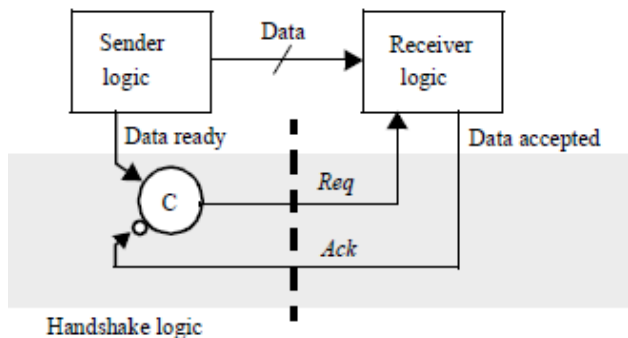 Sender
logic
Data
Receiver
logic
Data ready
Data accepted
C
Req
Ack
Handshake logic